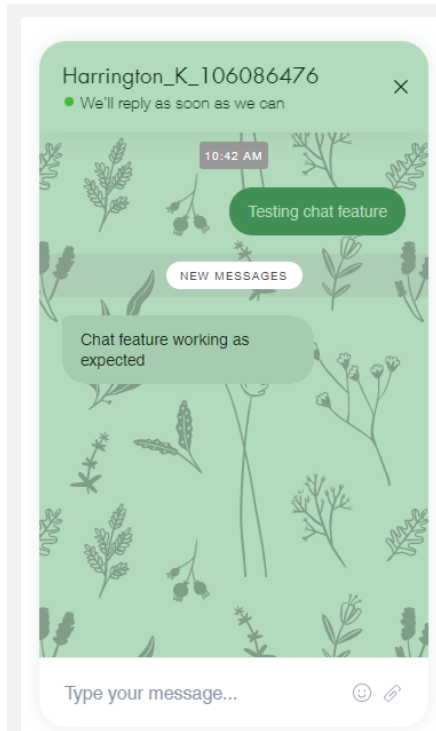 Harrington_K_106086476
We'll reply as soon as we can
10:42 AM
Testing chat feature
NEW MESSAGES
Chat feature working as
expected
Type your message...